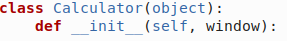 class Calculator(object):
    def __init__(self, window):